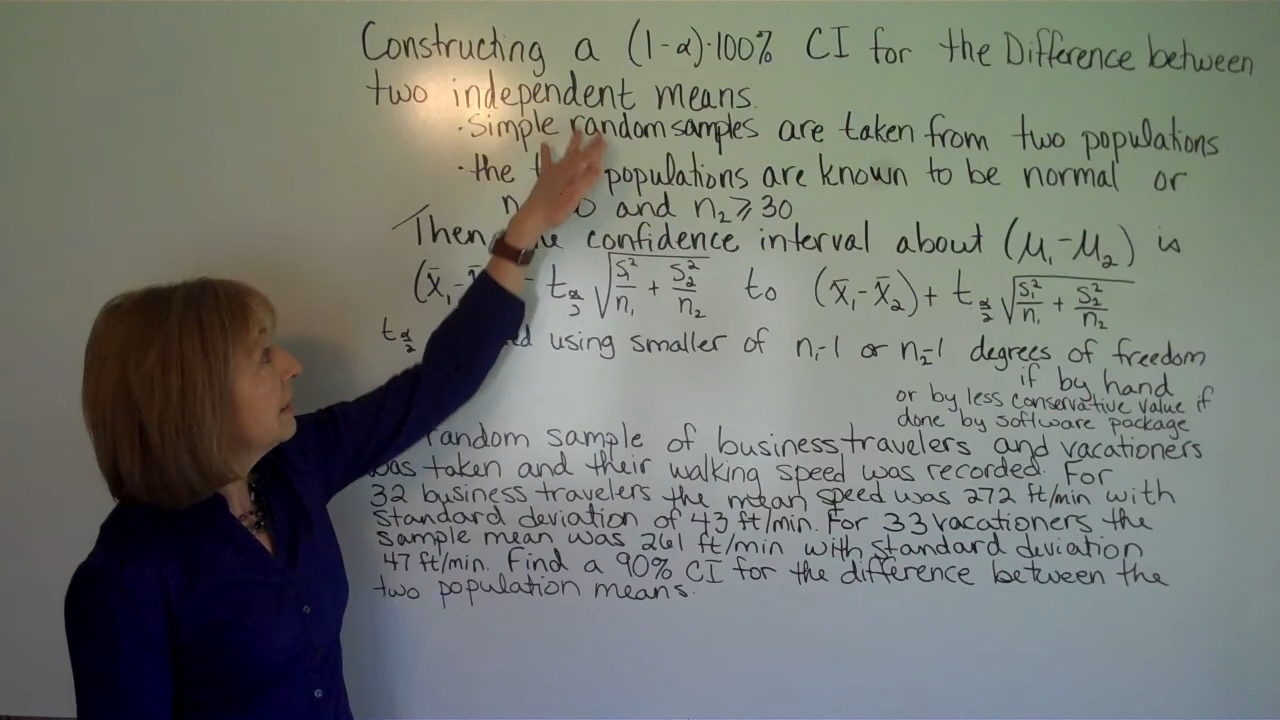 Constructing a (1-α)·100% CI for the Difference between
two independent means.
·Simple random samples are taken from two populations
·the populations are known to be normal or
n 0 and n₂⩾30
Then confidence interval about (μ₁-μ₂) is
(x̄₁- - t_{α/2} √(s₁²/n₁ + s₂²/n₂) to (x̄₁-x̄₂)+ t_{α/2} √(s₁²/n₁ + s₂²/n₂)
t_{α/2} using smaller of n₁-1 or n₂-1 degrees of freedom
if by hand
or by less conservative value if
done by software package
random sample of business travelers and vacationers
was taken and their walking speed was recorded. For
32 business travelers the mean speed was 272 ft/min with
standard deviation of 43 ft/min. For 33 vacationers the
sample mean was 261 ft/min with standard deviation
47 ft/min. Find a 90% CI for the difference between the
two population means.